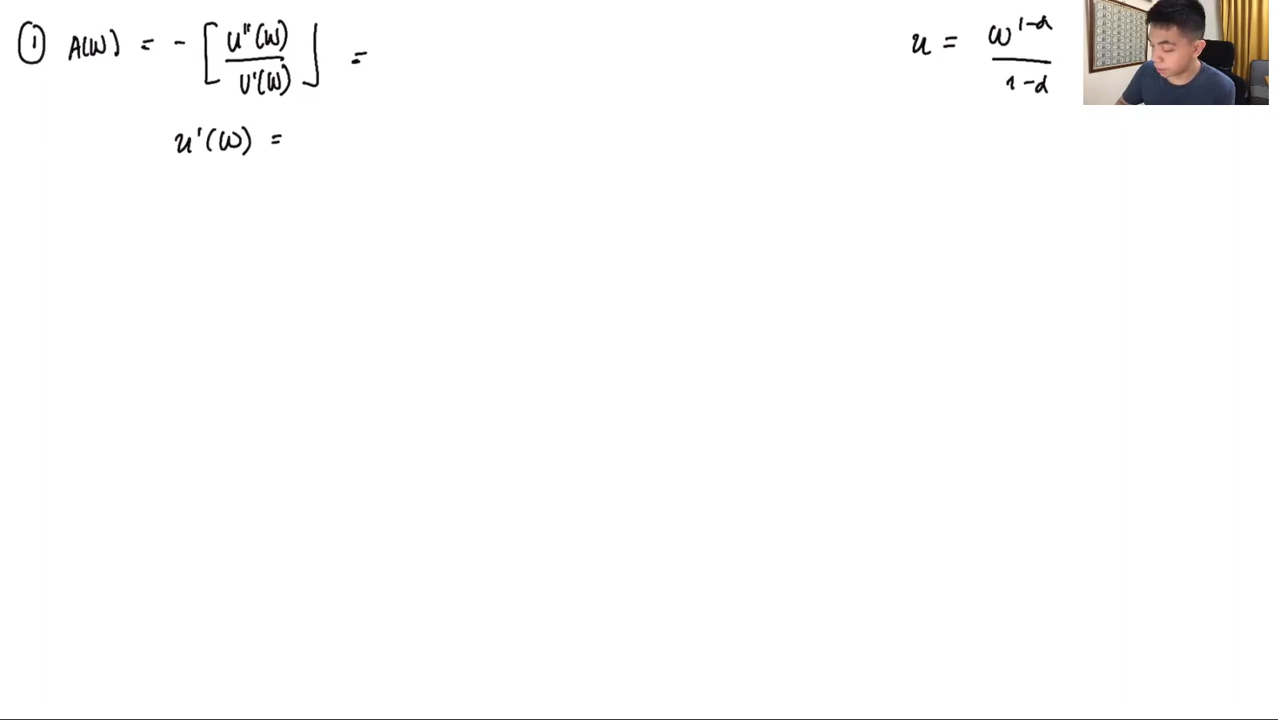 ① A(W) = - [ u''(W) / U'(W) ] =
u'(W) =
u = W^{1-α} / 1-α